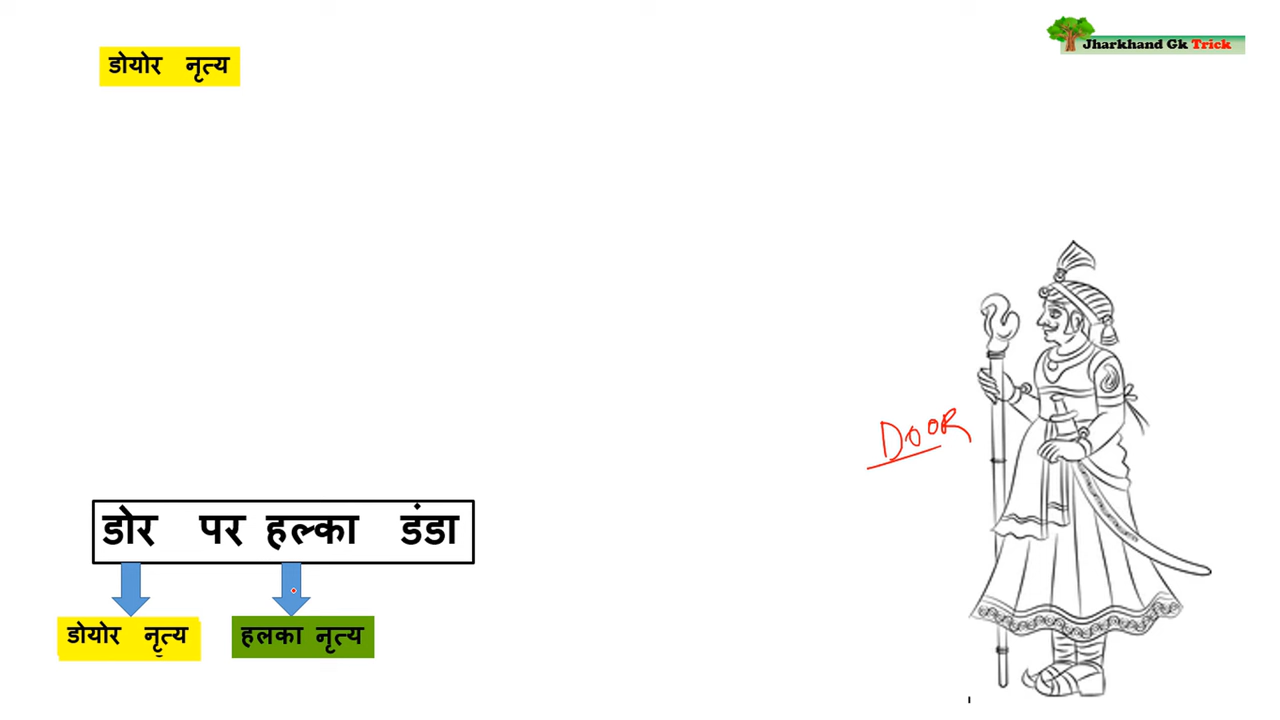 Jharkhand Gk Trick
डोयोर नृत्य
DOOR
डोर पर हल्का डंडा
डोयोर नृत्य
हलका नृत्य